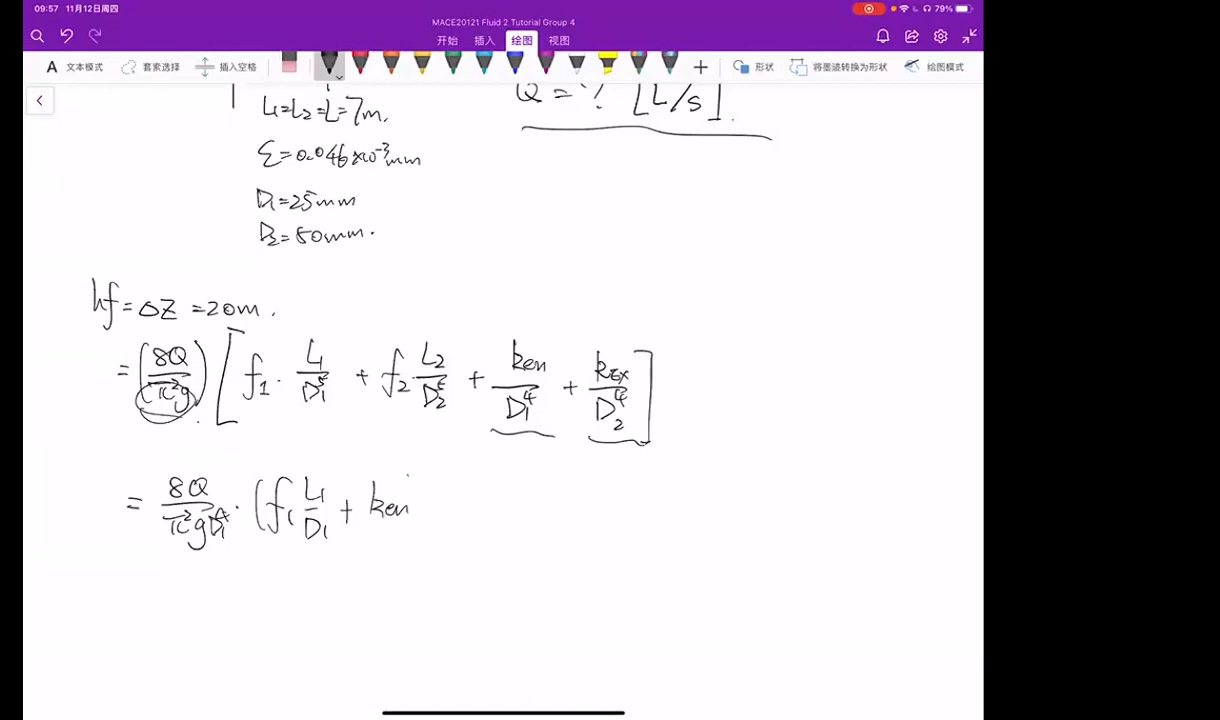 09:57 11月12日周四
79%
MACE20121 Fluid 2 Tutorial Group 4
开始 插入 绘图 视图
文本模式 套索选择 插入空格 形状 将墨迹转换为形状 绘图模式
Q = ? [L/s].
L₁=L₂=L=7m.
ε=0.046×10⁻³mm
D₁=25mm
D₂=50mm.
hf = ΔZ = 20m.
= (8Q/π²g) · [f₁ · L₁/D₁⁵ + f₂ · L₂/D₂⁵ + ken/D₁⁴ + kEx/D₂⁴]
= 8Q/π²gD₁⁴ · (f₁ L₁/D₁ + ken